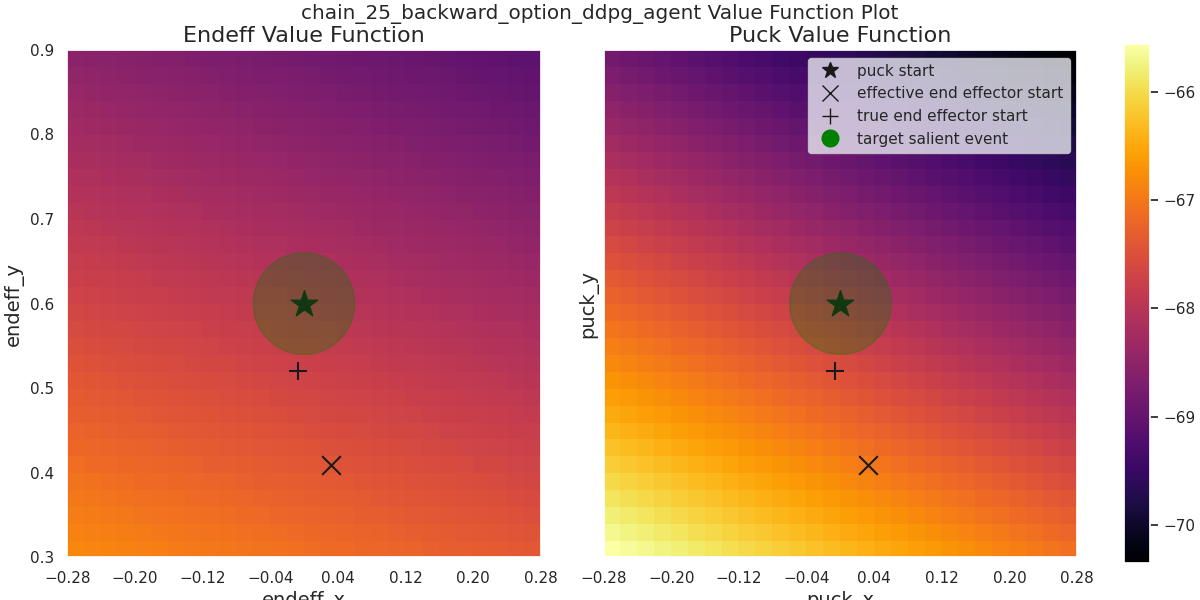 chain_25_backward_option_ddpg_agent Value Function Plot
Endeff Value Function
Puck Value Function
0.9
0.8
0.7
0.6
0.5
0.4
0.3
endeff_y
−0.28 −0.20 −0.12 −0.04 0.04 0.12 0.20 0.28
endeff_x
puck_y
puck start
effective end effector start
true end effector start
target salient event
−0.28 −0.20 −0.12 −0.04 0.04 0.12 0.20 0.28
puck_x
−66
−67
−68
−69
−70